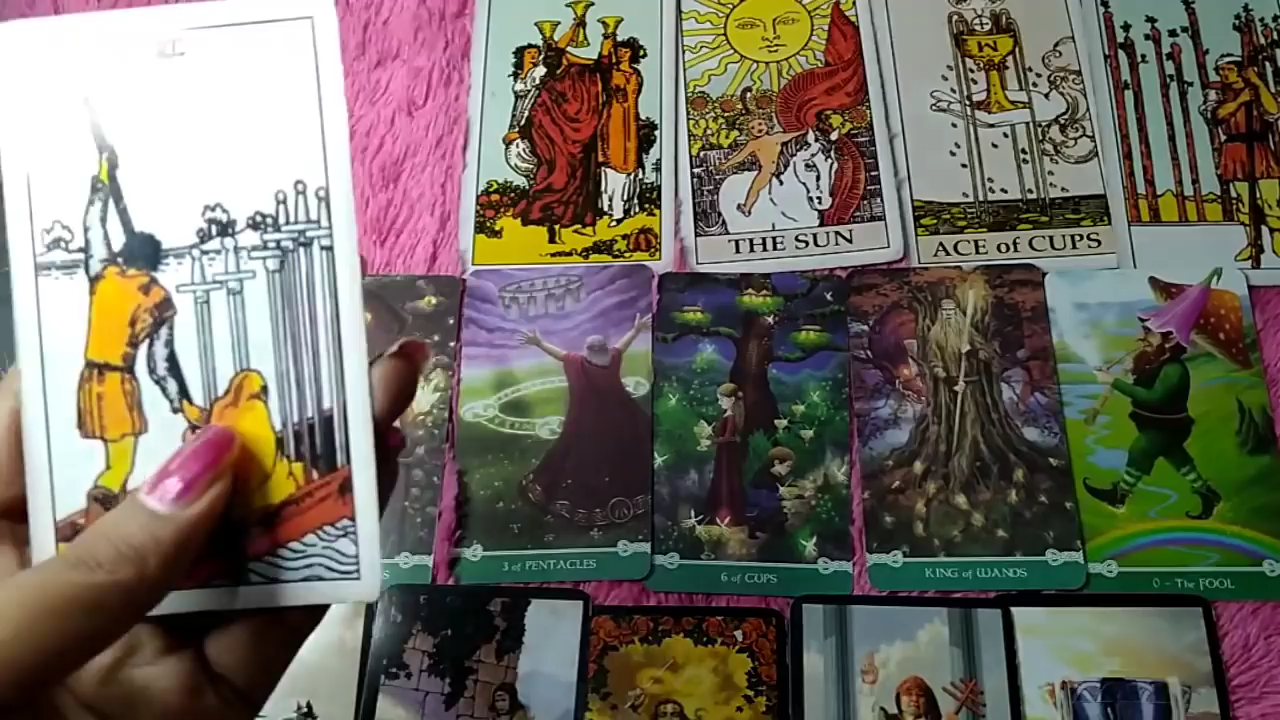 THE SUN
ACE of CUPS
3 of PENTACLES
6 of CUPS
KING of WANDS
0 - The FOOL